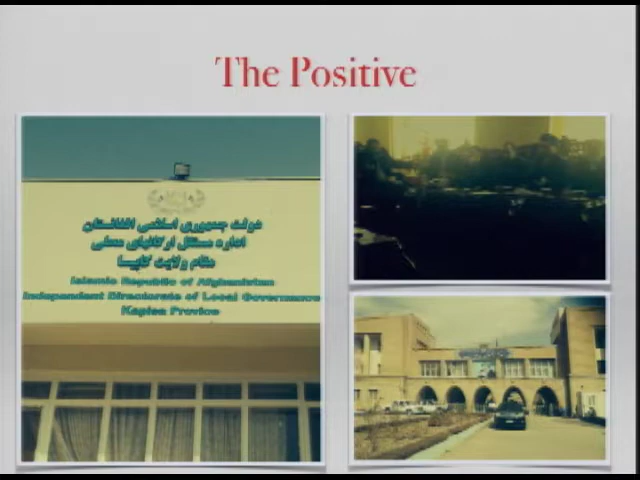 The Positive
دولت جمهوری اسلامی افغانستان
اداره مستقل ارگانهای محلی
مقام ولایت کاپیسا
Islamic Republic of Afghanistan
Independent Directorate of Local Governance
Kapisa Province